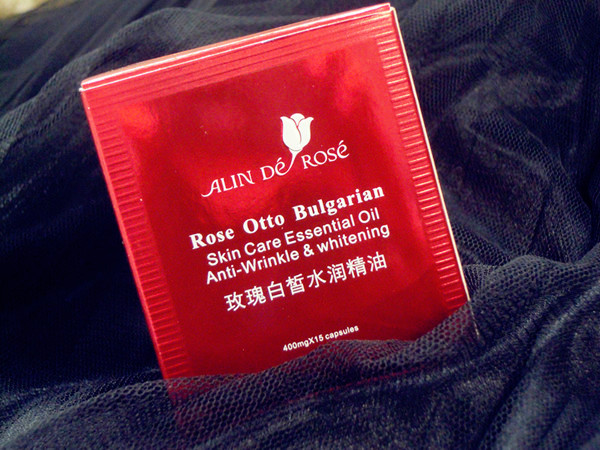 ALIN DÉ ROSÉ
Rose Otto Bulgarian
Skin Care Essential Oil
Anti-Wrinkle & whitening
玫瑰白皙水润精油
400mgX15 capsules